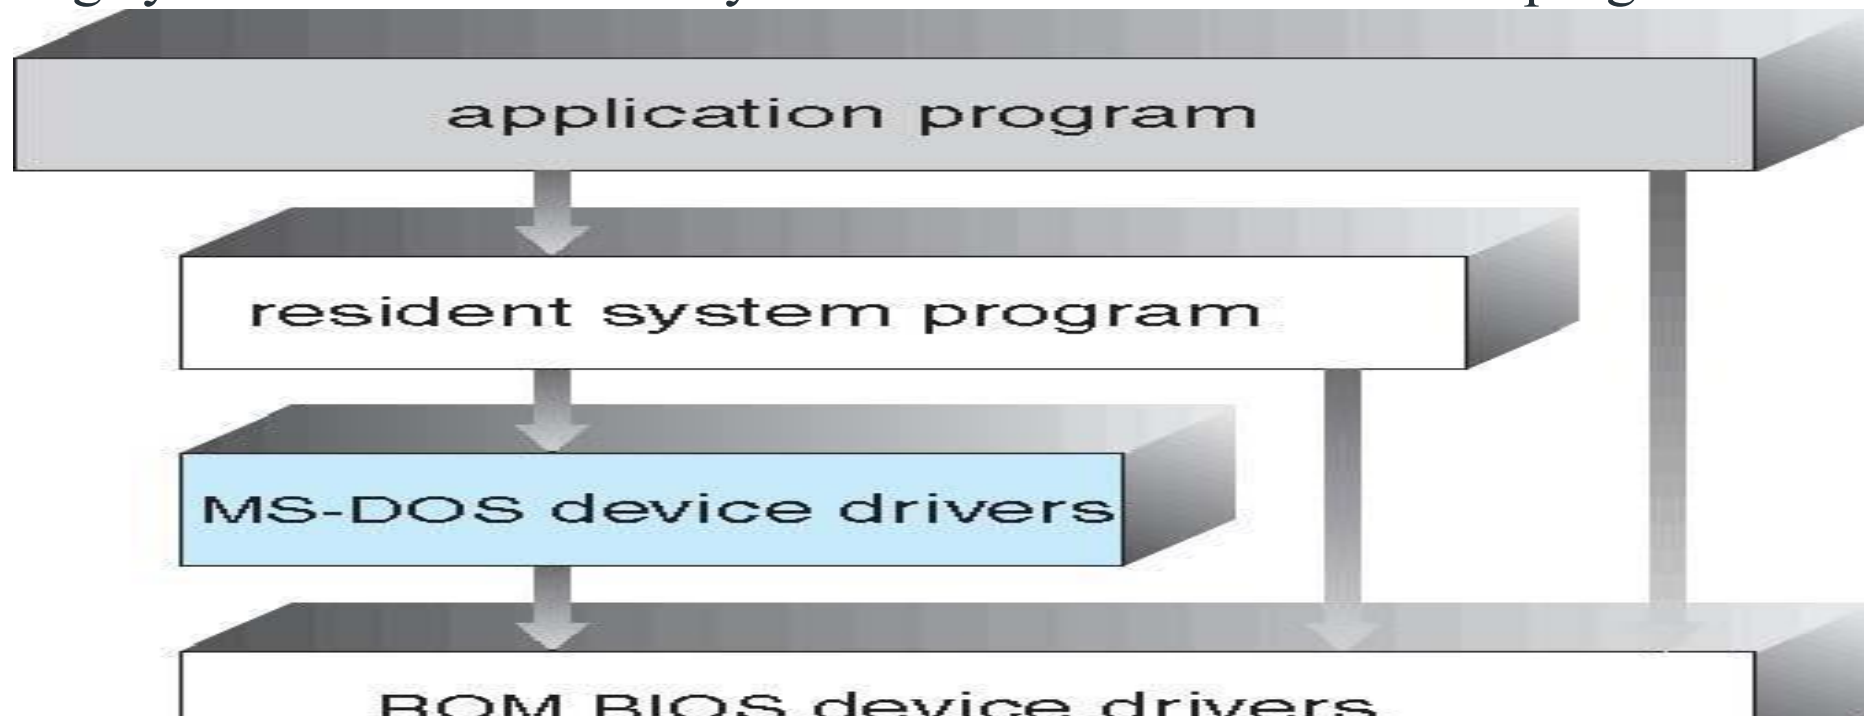 application program
resident system program
MS-DOS device drivers
ROM BIOS device drivers